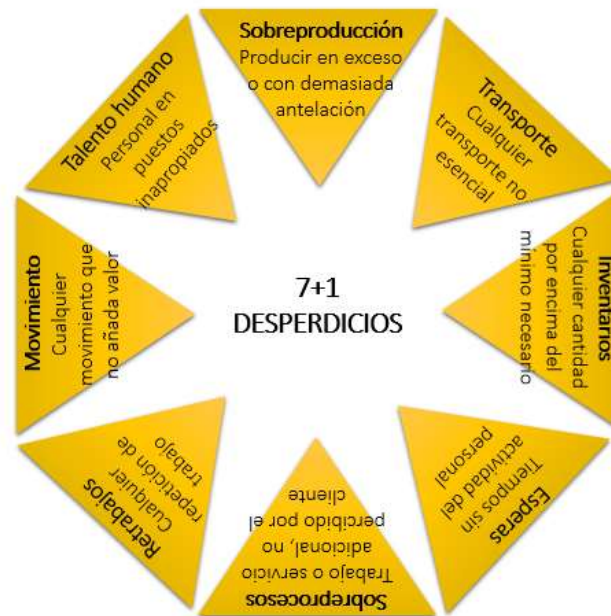 Sobreproducción
Producir en exceso
o con demasiada
antelación
Transporte
Cualquier
transporte no
esencial
Inventarios
Cualquier cantidad
por encima del
mínimo necesario
Esperas
Tiempos sin
actividad del
personal
Sobreprocesos
Trabajo o servicio
adicional, no
percibido por el
cliente
Retrabajos
Cualquier
repetición de
trabajo
Movimiento
Cualquier
movimiento que
no añada valor
Talento humano
Personal en
puestos
inapropiados
7+1
DESPERDICIOS